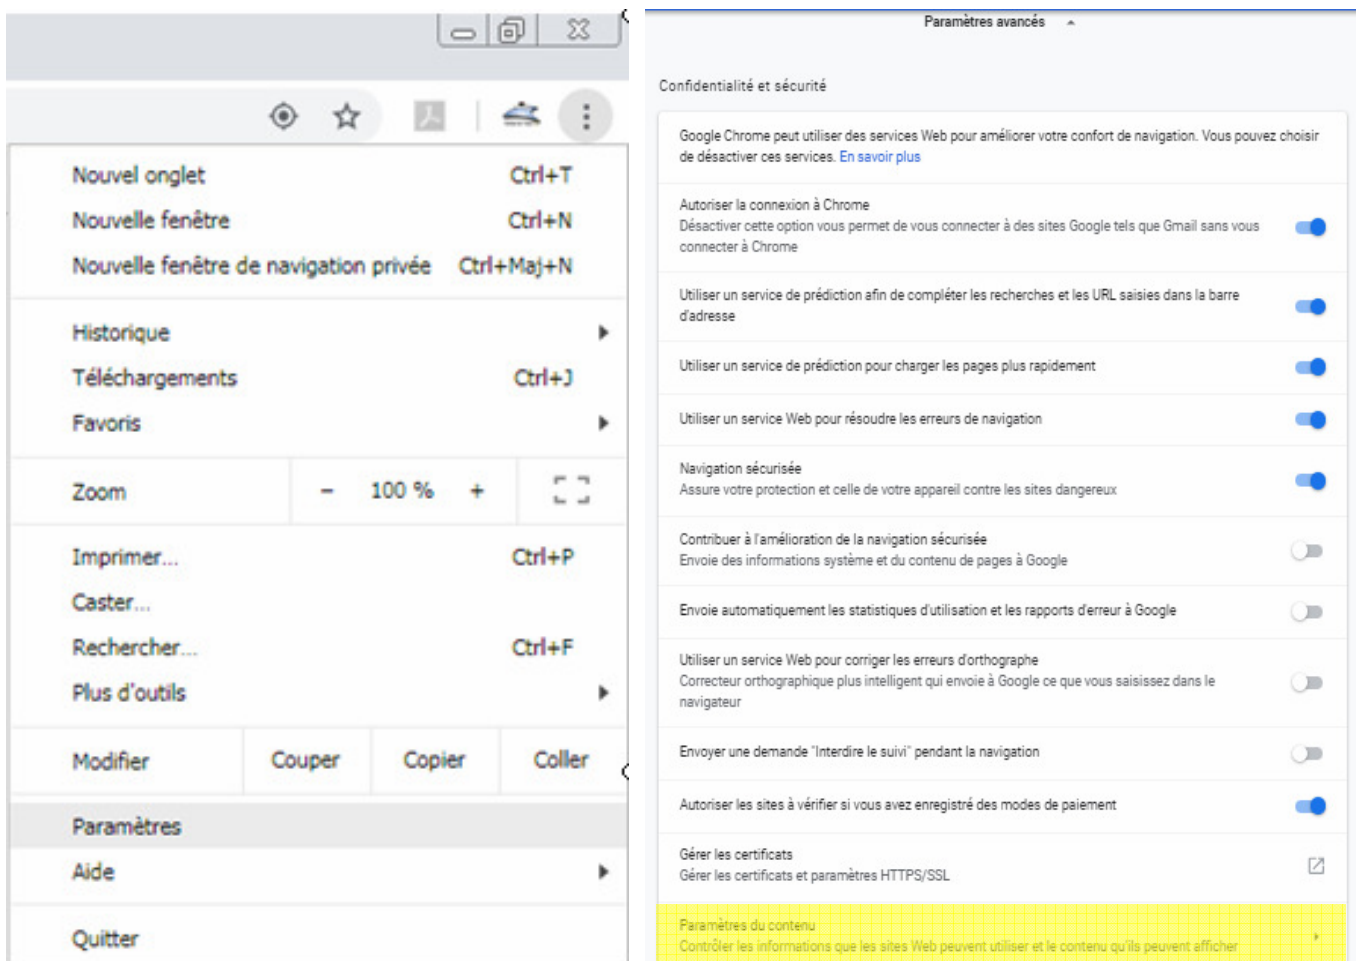 Nouvel onglet Ctrl+T
Nouvelle fenêtre Ctrl+N
Nouvelle fenêtre de navigation privée Ctrl+Maj+N
Historique
Téléchargements Ctrl+J
Favoris
Zoom - 100 % +
Imprimer... Ctrl+P
Caster...
Rechercher... Ctrl+F
Plus d'outils
Modifier Couper Copier Coller
Paramètres
Aide
Quitter
Paramètres avancés
Confidentialité et sécurité
Google Chrome peut utiliser des services Web pour améliorer votre confort de navigation. Vous pouvez choisir
de désactiver ces services. En savoir plus
Autoriser la connexion à Chrome
Désactiver cette option vous permet de vous connecter à des sites Google tels que Gmail sans vous
connecter à Chrome
Utiliser un service de prédiction afin de compléter les recherches et les URL saisies dans la barre
d'adresse
Utiliser un service de prédiction pour charger les pages plus rapidement
Utiliser un service Web pour résoudre les erreurs de navigation
Navigation sécurisée
Assure votre protection et celle de votre appareil contre les sites dangereux
Contribuer à l'amélioration de la navigation sécurisée
Envoie des informations système et du contenu de pages à Google
Envoie automatiquement les statistiques d'utilisation et les rapports d'erreur à Google
Utiliser un service Web pour corriger les erreurs d'orthographe
Correcteur orthographique plus intelligent qui envoie à Google ce que vous saisissez dans le
navigateur
Envoyer une demande "Interdire le suivi" pendant la navigation
Autoriser les sites à vérifier si vous avez enregistré des modes de paiement
Gérer les certificats
Gérer les certificats et paramètres HTTPS/SSL
Paramètres du contenu
Contrôler les informations que les sites Web peuvent utiliser et le contenu qu'ils peuvent afficher